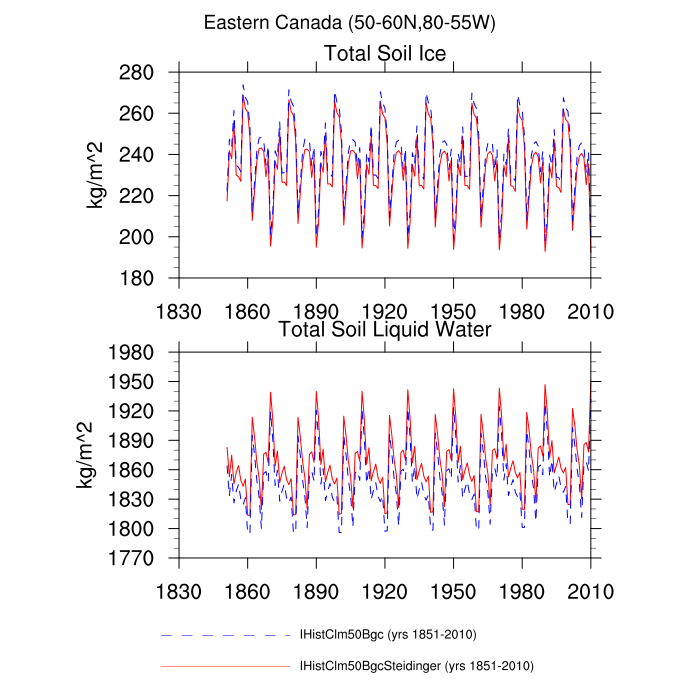 Eastern Canada (50-60N,80-55W)
Total Soil Ice
280
260
240
220
200
180
kg/m^2
1830 1860 1890 1920 1950 1980 2010
Total Soil Liquid Water
1980
1950
1920
1890
1860
1830
1800
1770
kg/m^2
1830 1860 1890 1920 1950 1980 2010
IHistClm50Bgc (yrs 1851-2010)
IHistClm50BgcSteidinger (yrs 1851-2010)